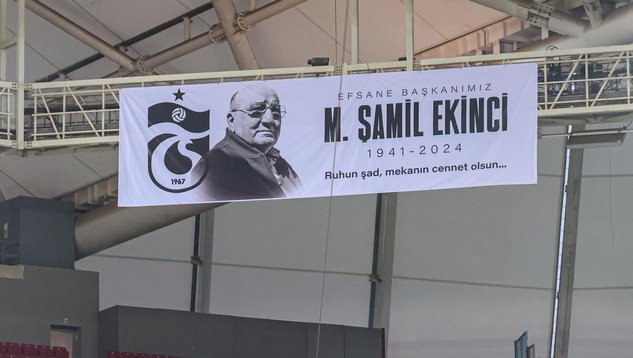 EFSANE BAŞKANIMIZ
M. ŞAMİL EKİNCİ
1941-2024
Ruhun şad, mekanın cennet olsun...
1967